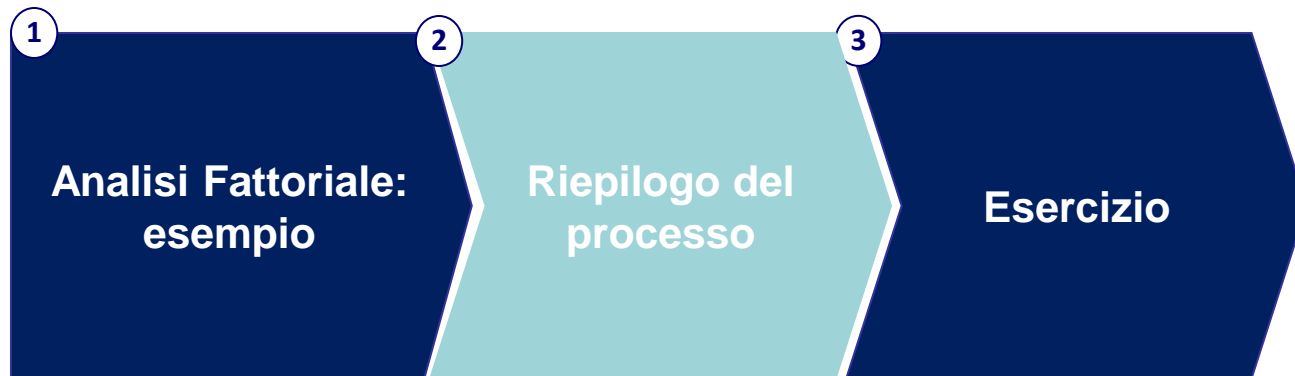 1
Analisi Fattoriale:
esempio
2
Riepilogo del
processo
3
Esercizio